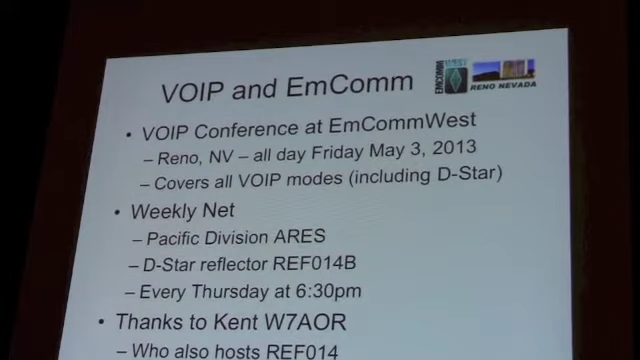 VOIP and EmComm
EMCOMM WEST
RENO NEVADA
• VOIP Conference at EmCommWest
– Reno, NV – all day Friday May 3, 2013
– Covers all VOIP modes (including D-Star)
• Weekly Net
– Pacific Division ARES
– D-Star reflector REF014B
– Every Thursday at 6:30pm
• Thanks to Kent W7AOR
– Who also hosts REF014